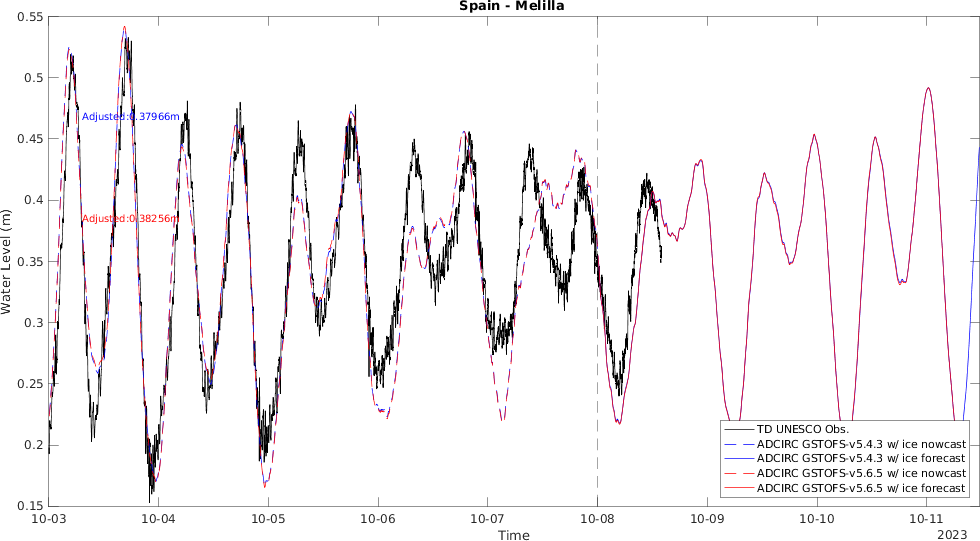 Spain - Melilla
0.55
0.5
0.45
0.4
0.35
0.3
0.25
0.2
0.15
Water Level (m)
Adjusted:0.37966m
Adjusted:0.38256m
TD UNESCO Obs.
ADCIRC GSTOFS-v5.4.3 w/ ice nowcast
ADCIRC GSTOFS-v5.4.3 w/ ice forecast
ADCIRC GSTOFS-v5.6.5 w/ ice nowcast
ADCIRC GSTOFS-v5.6.5 w/ ice forecast
10-03 10-04 10-05 10-06 10-07 10-08 10-09 10-10 10-11
Time
2023